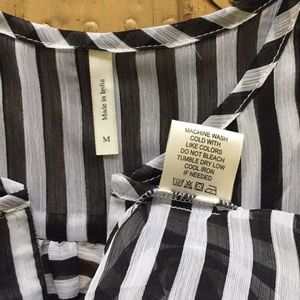 Made in India
M
MACHINE WASH
COLD WITH
LIKE COLORS
DO NOT BLEACH
TUMBLE DRY LOW
COOL IRON
IF NEEDED